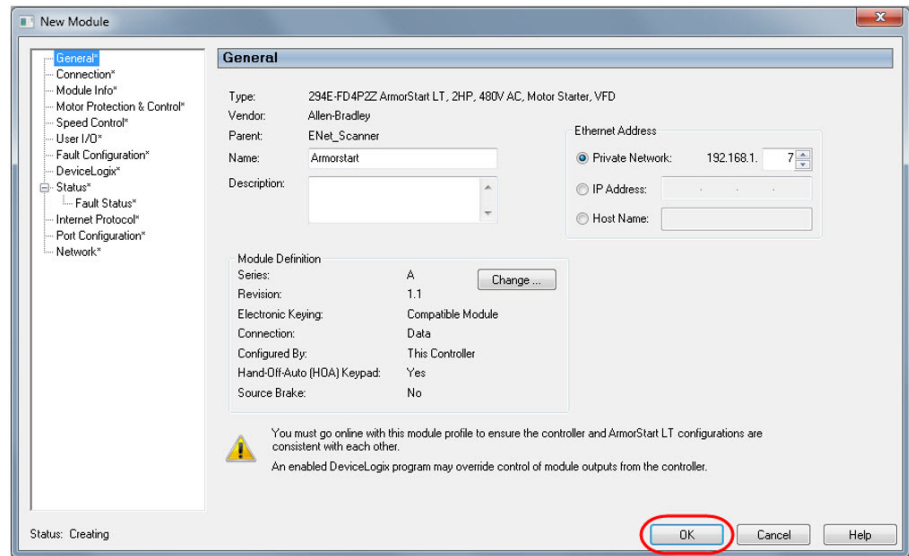 New Module
General*
Connection*
Module Info*
Motor Protection & Control*
Speed Control*
User I/O*
Fault Configuration*
DeviceLogix*
Status*
Fault Status*
Internet Protocol*
Port Configuration*
Network*
General
Type: 294E-FD4P2Z ArmorStart LT, 2HP, 480V AC, Motor Starter, VFD
Vendor: Allen-Bradley
Parent: ENet_Scanner
Name: Armorstart
Description:
Ethernet Address
Private Network: 192.168.1. 7
IP Address: . . .
Host Name:
Module Definition
Series: A Change ...
Revision: 1.1
Electronic Keying: Compatible Module
Connection: Data
Configured By: This Controller
Hand-Off-Auto (HOA) Keypad: Yes
Source Brake: No
You must go online with this module profile to ensure the controller and ArmorStart LT configurations are
consistent with each other.
An enabled DeviceLogix program may override control of module outputs from the controller.
Status: Creating OK Cancel Help